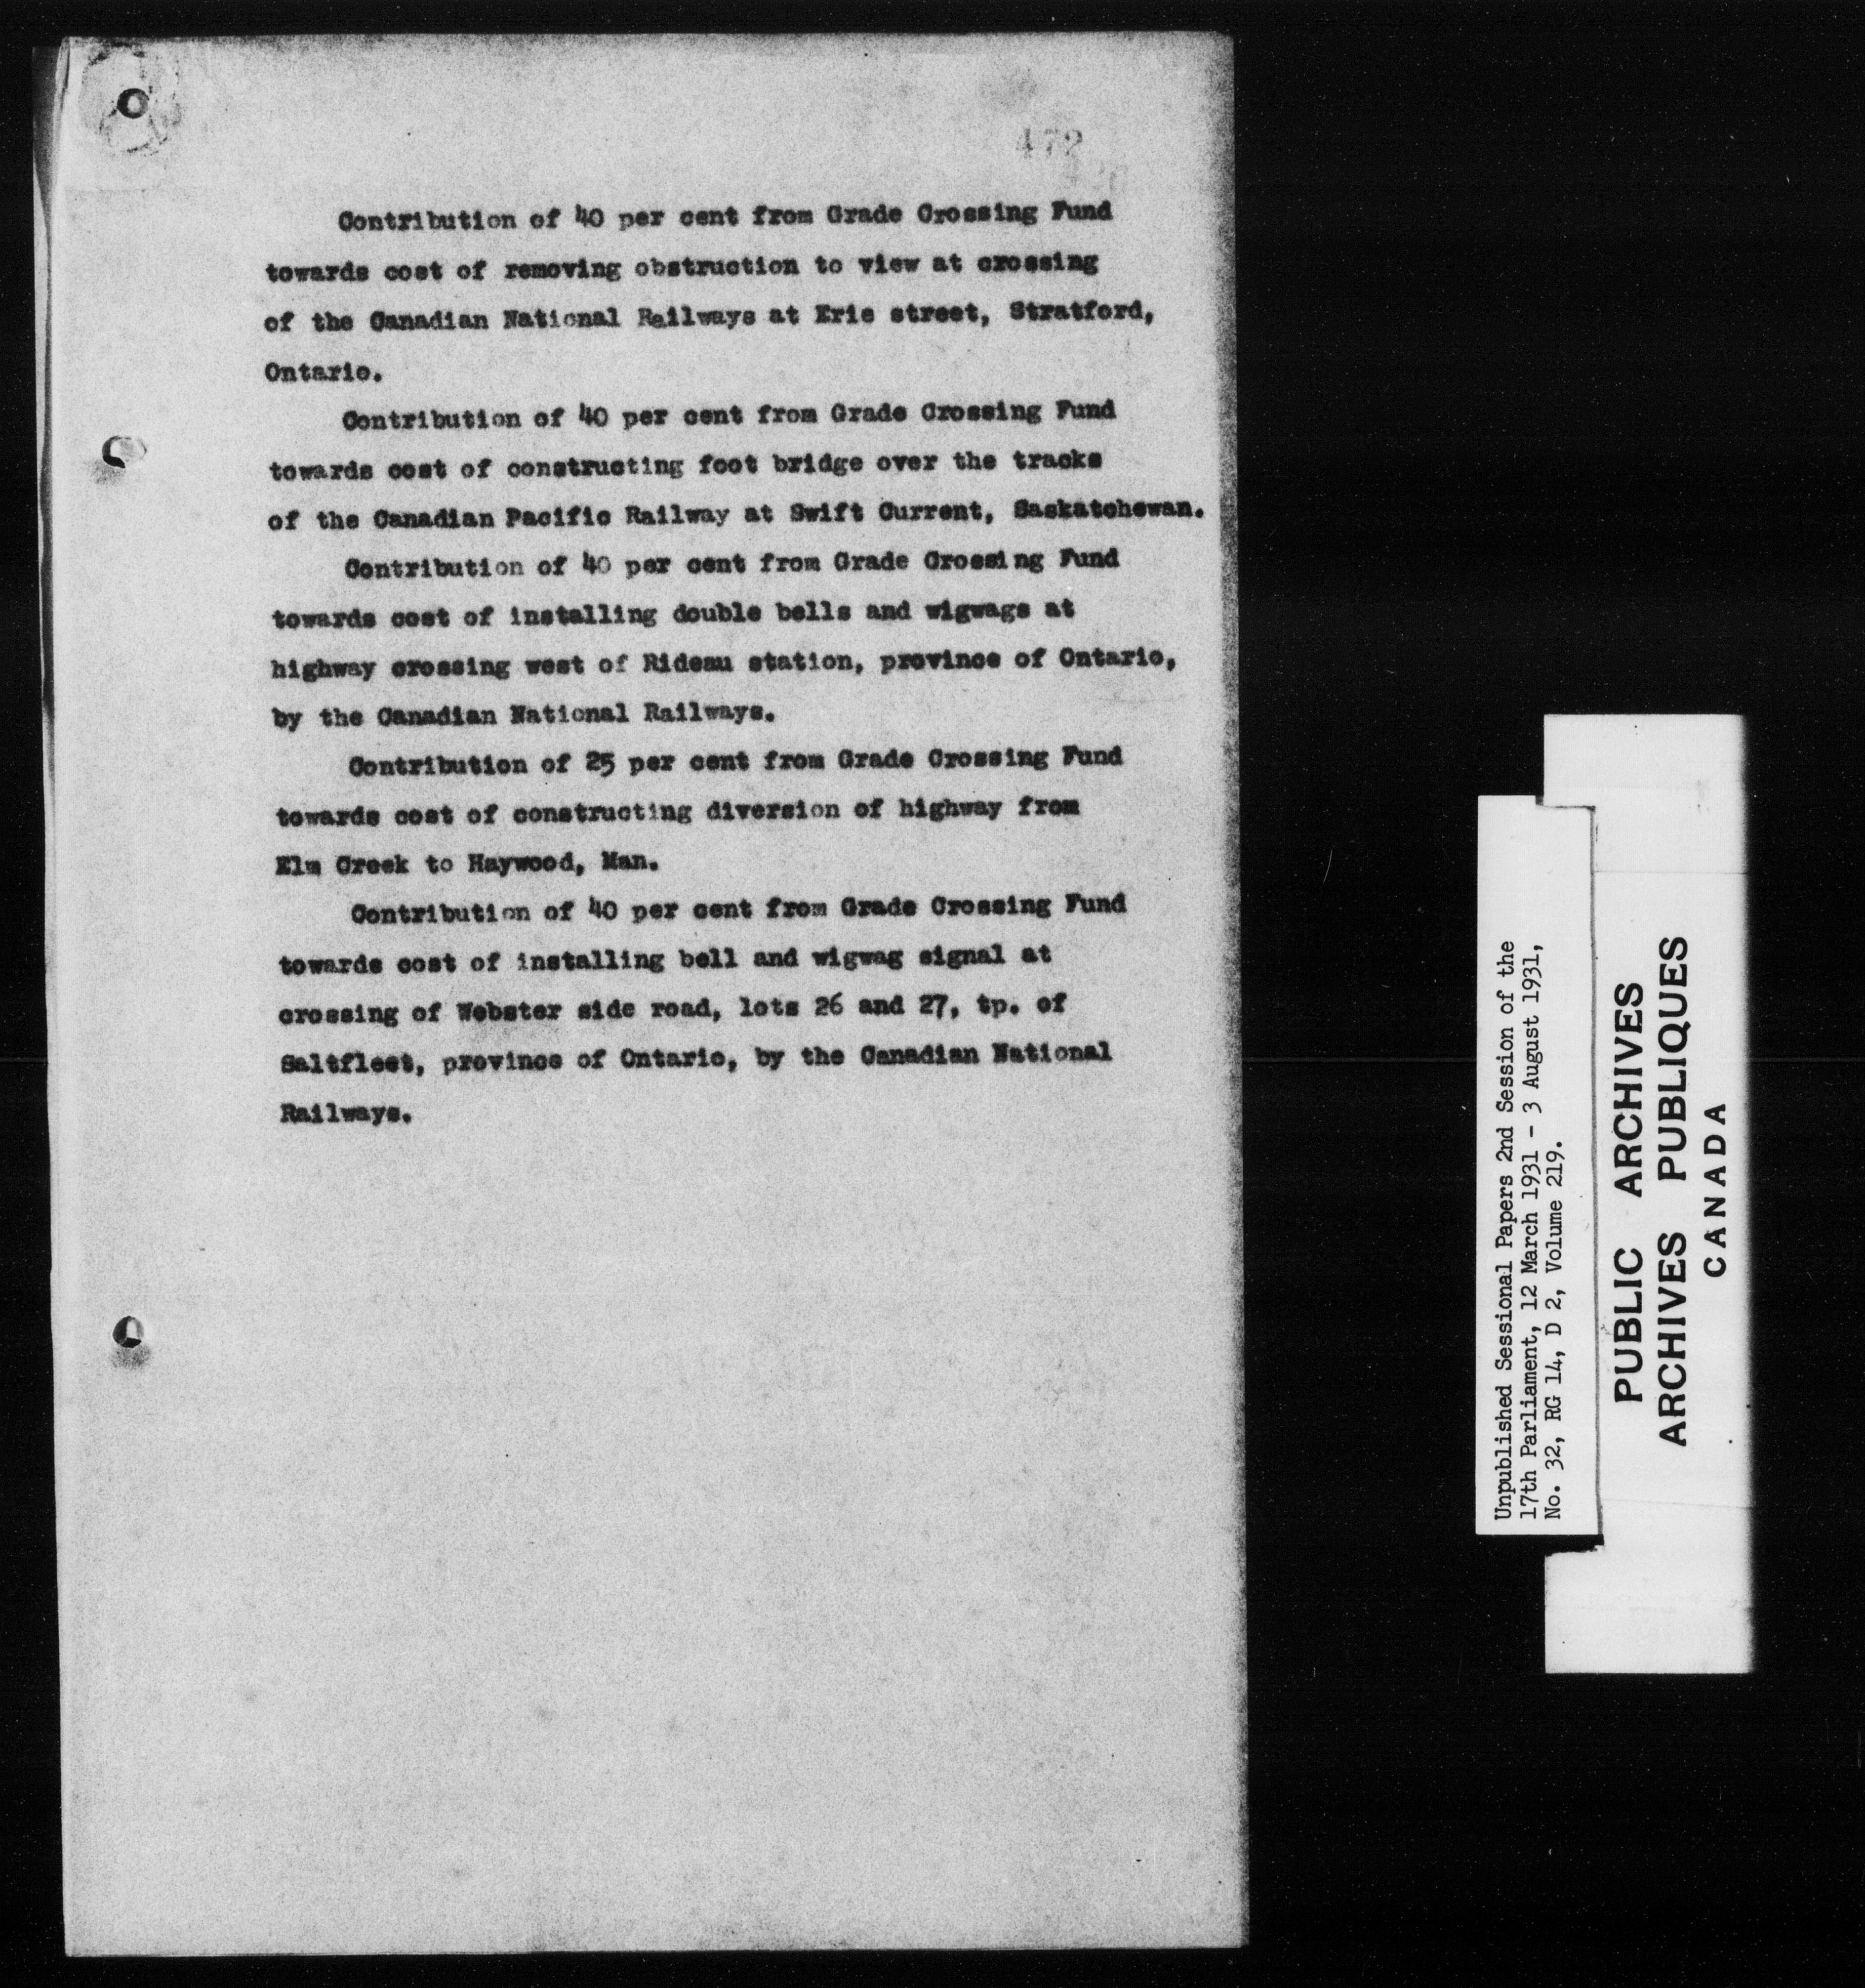 472
Contribution of 40 per cent from Grade Crossing Fund
towards cost of removing obstruction to view at crossing
of the Canadian National Railways at Erie street, Stratford,
Ontario.
Contribution of 40 per cent from Grade Crossing Fund
towards cost of constructing foot bridge over the tracks
of the Canadian Pacific Railway at Swift Current, Saskatchewan.
Contribution of 40 per cent from Grade Crossing Fund
towards cost of installing double bells and wigwags at
highway crossing west of Rideau station, province of Ontario,
by the Canadian National Railways.
Contribution of 25 per cent from Grade Crossing Fund
towards cost of constructing diversion of highway from
Elm Creek to Haywood, Man.
Contribution of 40 per cent from Grade Crossing Fund
towards cost of installing bell and wigwag signal at
crossing of Webster side road, lots 26 and 27, tp. of
Saltfleet, province of Ontario, by the Canadian National
Railways.
Unpublished Sessional Papers 2nd Session of the
17th Parliament, 12 March 1931 - 3 August 1931,
No. 32, RG 14, D 2, Volume 219.
PUBLIC ARCHIVES
ARCHIVES PUBLIQUES
CANADA